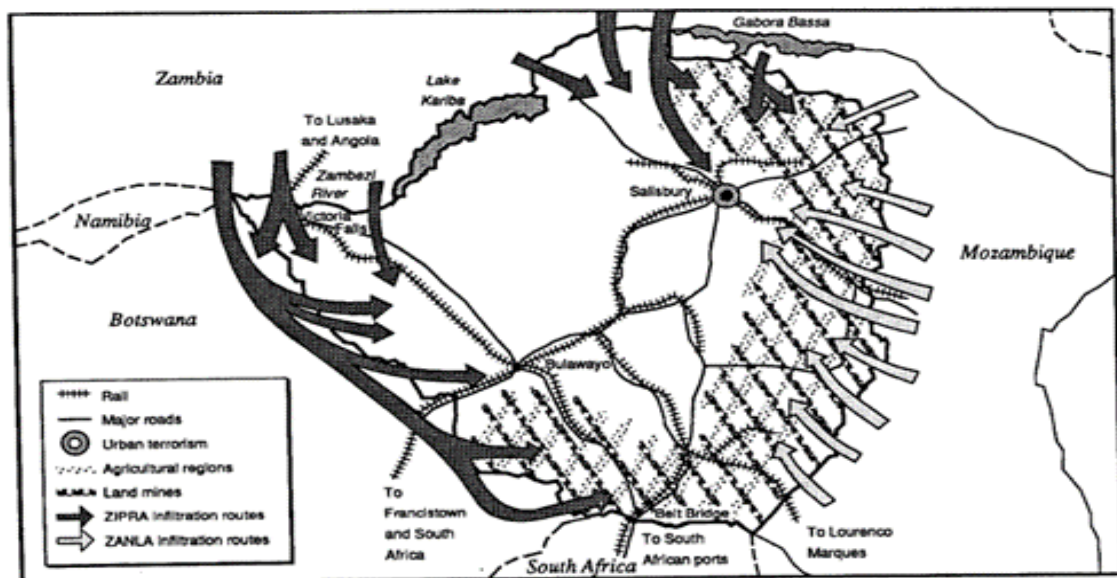 Gabora Bassa
Zambia
Lake
Kariba
To Lusaka
and Angola
Zambezi
River
Victoria
Falls
Namibia
Salisbury
Mozambique
Botswana
Bulawayo
Rail
Major roads
Urban terrorism
Agricultural regions
Land mines
ZIPRA Infiltration routes
ZANLA Infiltration routes
To
Francistown
and South
Africa
Beit Bridge
To South
African ports
To Lourenco
Marques
South Africa